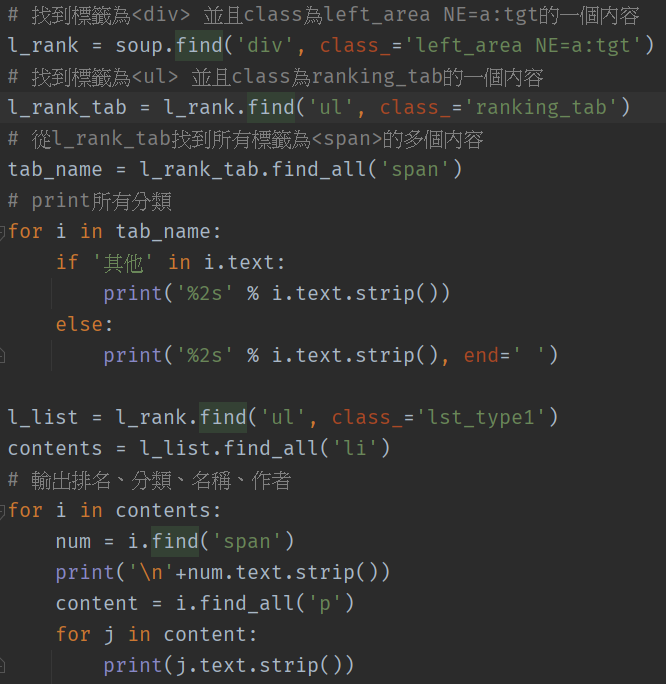 # 找到標籤為<div> 並且class為left_area NE=a:tgt的一個內容
l_rank = soup.find('div', class_='left_area NE=a:tgt')
# 找到標籤為<ul> 並且class為ranking_tab的一個內容
l_rank_tab = l_rank.find('ul', class_='ranking_tab')
# 從l_rank_tab找到所有標籤為<span>的多個內容
tab_name = l_rank_tab.find_all('span')
# print所有分類
for i in tab_name:
    if '其他' in i.text:
        print('%2s' % i.text.strip())
    else:
        print('%2s' % i.text.strip(), end=' ')

l_list = l_rank.find('ul', class_='lst_type1')
contents = l_list.find_all('li')
# 輸出排名、分類、名稱、作者
for i in contents:
    num = i.find('span')
    print('\n'+num.text.strip())
    content = i.find_all('p')
    for j in content:
        print(j.text.strip())